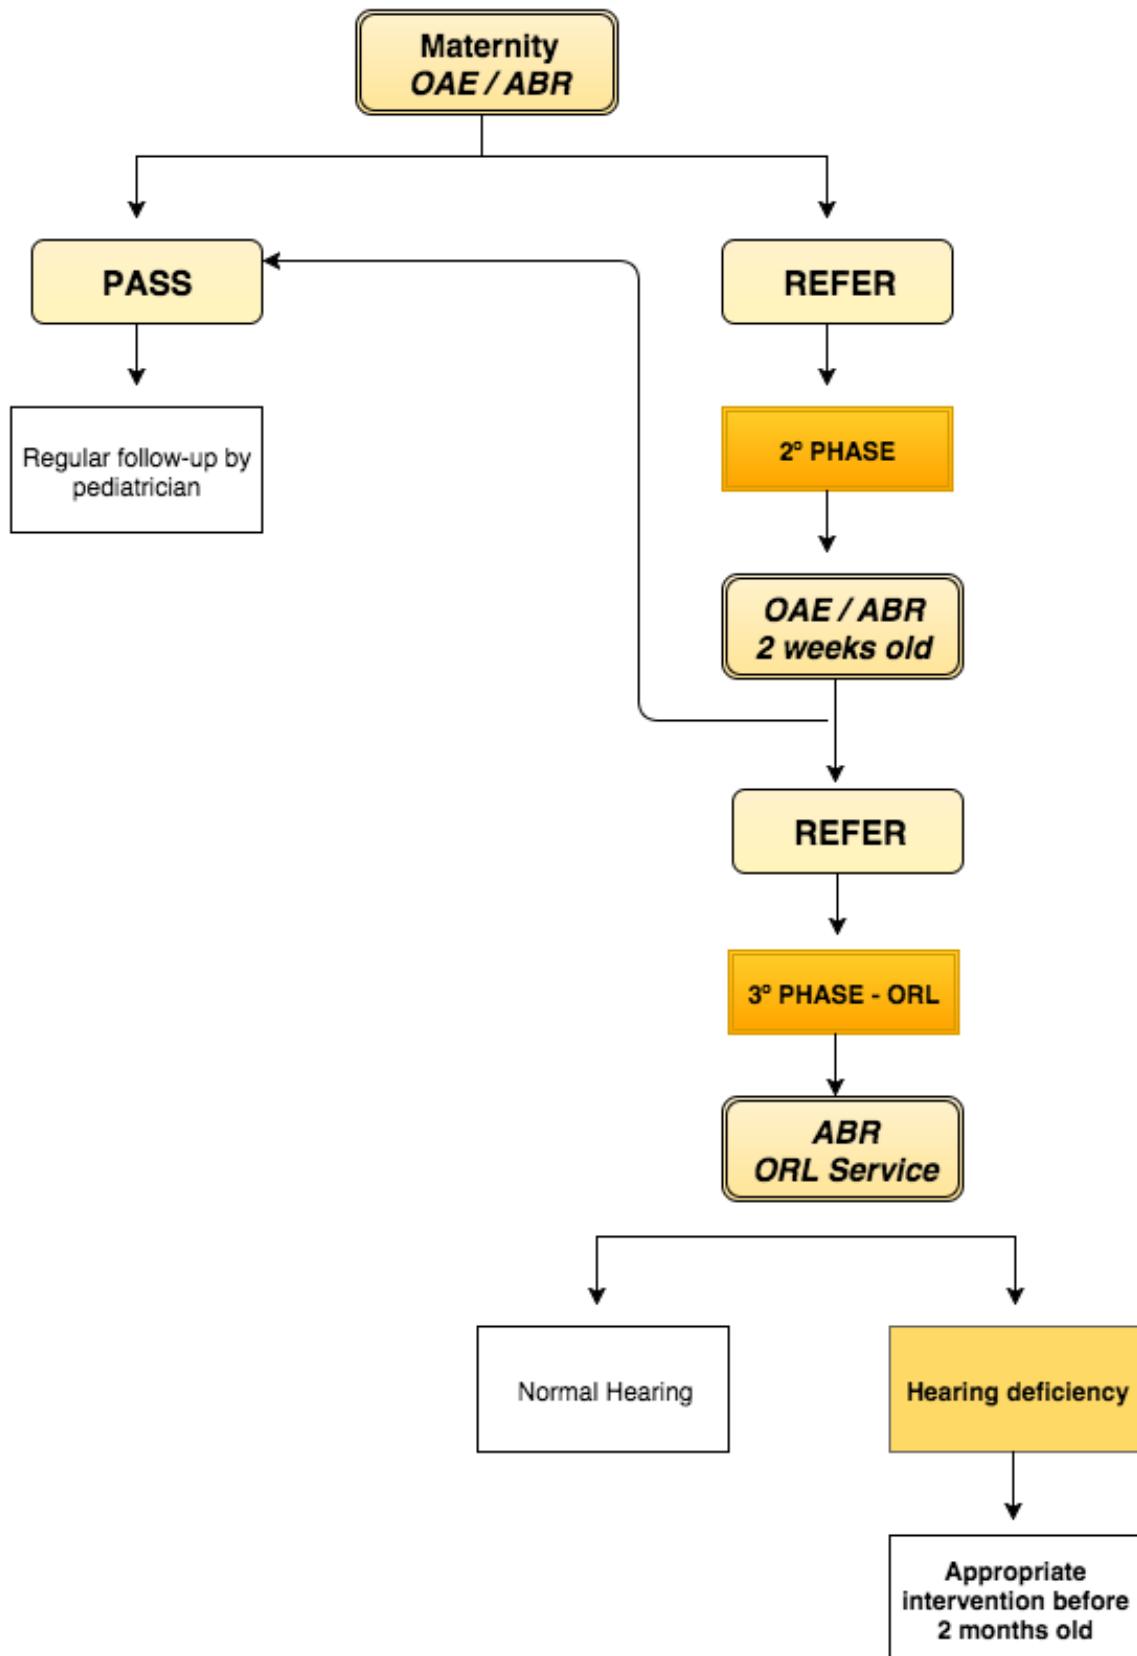 Maternity
OAE / ABR
PASS
REFER
Regular follow-up by
pediatrician
2º PHASE
OAE / ABR
2 weeks old
REFER
3º PHASE - ORL
ABR
ORL Service
Normal Hearing
Hearing deficiency
Appropriate
intervention before
2 months old